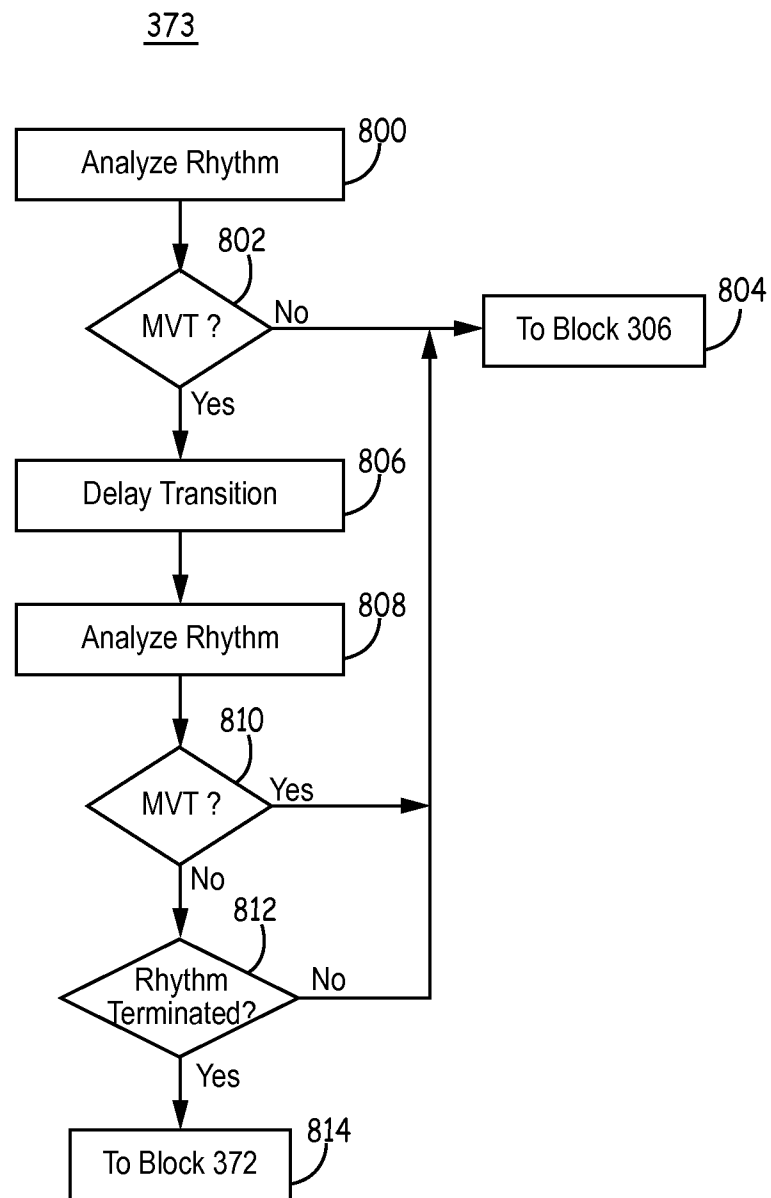 373
800
Analyze Rhythm
802
MVT ?
No
804
To Block 306
Yes
806
Delay Transition
808
Analyze Rhythm
810
MVT ?
Yes
No
812
Rhythm
Terminated?
No
Yes
814
To Block 372